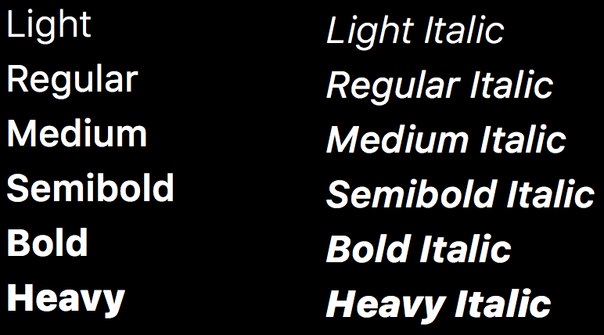 Light
Regular
Medium
Semibold
Bold
Heavy
Light Italic
Regular Italic
Medium Italic
Semibold Italic
Bold Italic
Heavy Italic